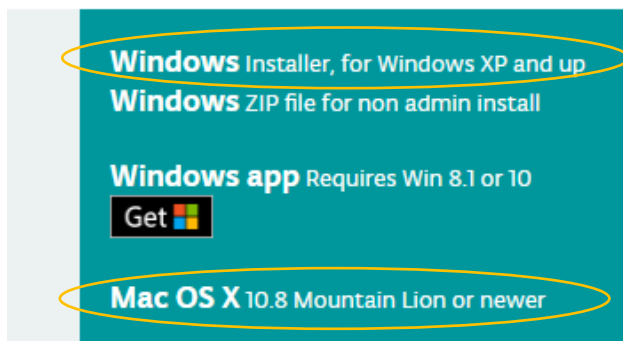 Windows Installer, for Windows XP and up
Windows ZIP file for non admin install
Windows app Requires Win 8.1 or 10
Get
Mac OS X 10.8 Mountain Lion or newer